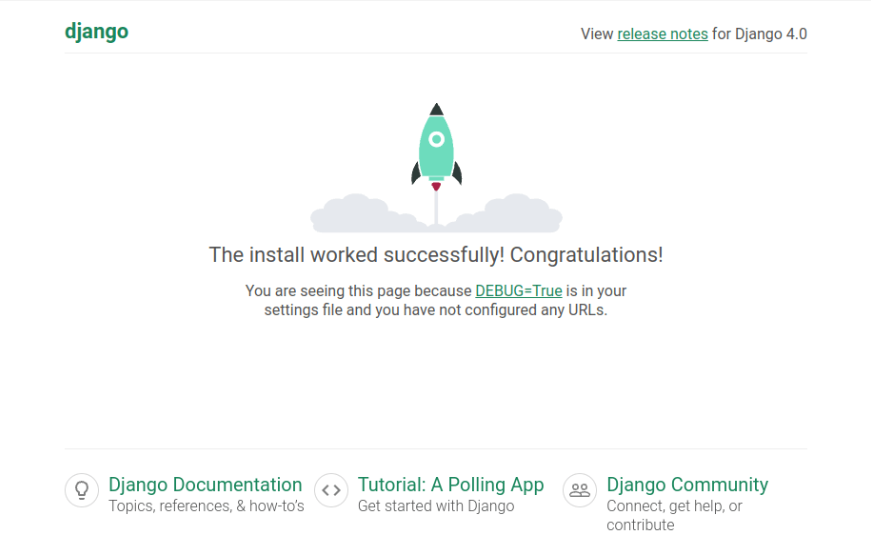 django
View release notes for Django 4.0
The install worked successfully! Congratulations!
You are seeing this page because DEBUG=True is in your
settings file and you have not configured any URLs.
Django Documentation
Topics, references, & how-to’s
Tutorial: A Polling App
Get started with Django
Django Community
Connect, get help, or
contribute